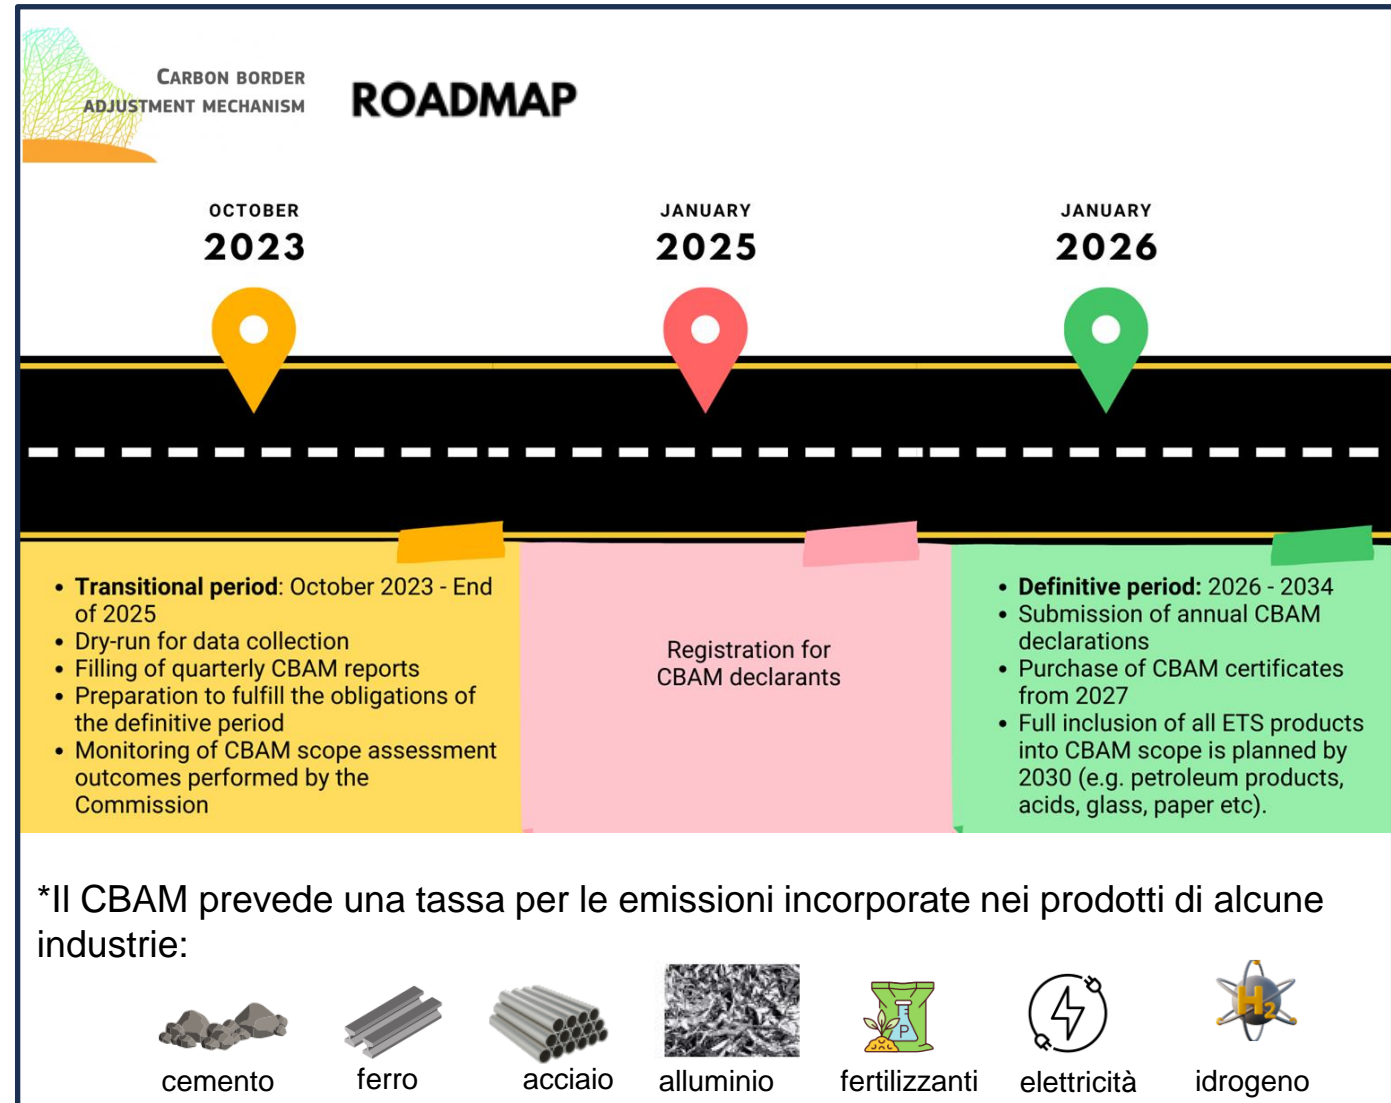 CARBON BORDER
ADJUSTMENT MECHANISM
ROADMAP
OCTOBER
2023
JANUARY
2025
JANUARY
2026
• Transitional period: October 2023 - End
of 2025
• Dry-run for data collection
• Filling of quarterly CBAM reports
• Preparation to fulfill the obligations of
the definitive period
• Monitoring of CBAM scope assessment
outcomes performed by the
Commission
Registration for
CBAM declarants
• Definitive period: 2026 - 2034
• Submission of annual CBAM
declarations
• Purchase of CBAM certificates
from 2027
• Full inclusion of all ETS products
into CBAM scope is planned by
2030 (e.g. petroleum products,
acids, glass, paper etc).
*Il CBAM prevede una tassa per le emissioni incorporate nei prodotti di alcune
industrie:
P
H2
cemento
ferro
acciaio
alluminio
fertilizzanti
elettricità
idrogeno